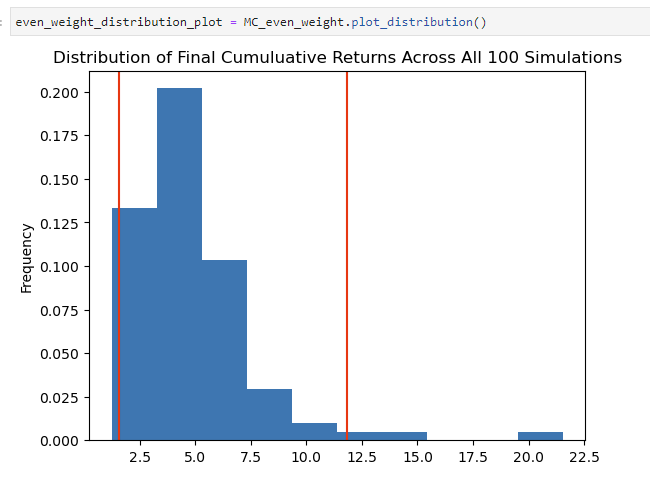 :
even_weight_distribution_plot = MC_even_weight.plot_distribution()
Distribution of Final Cumuluative Returns Across All 100 Simulations
Frequency
0.200
0.175
0.150
0.125
0.100
0.075
0.050
0.025
0.000
2.5 5.0 7.5 10.0 12.5 15.0 17.5 20.0 22.5